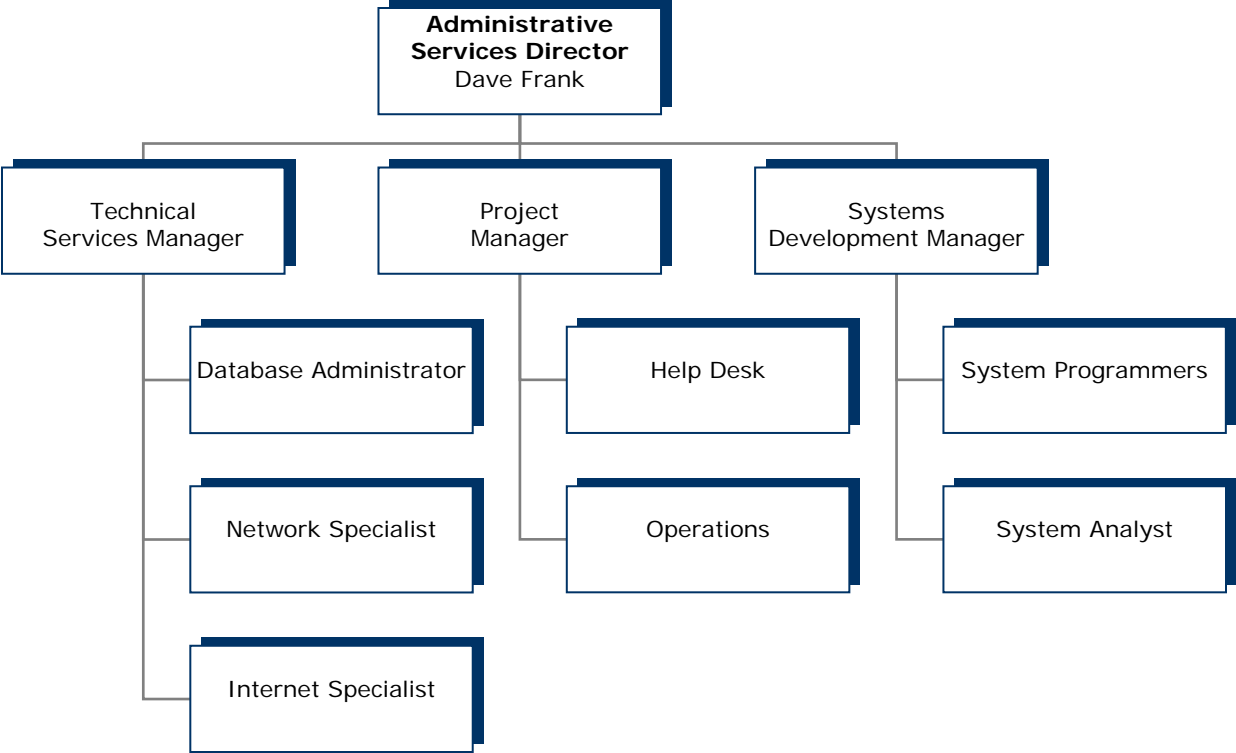 Administrative
Services Director
Dave Frank
Technical
Services Manager
Project
Manager
Systems
Development Manager
Database Administrator
Help Desk
System Programmers
Network Specialist
Operations
System Analyst
Internet Specialist